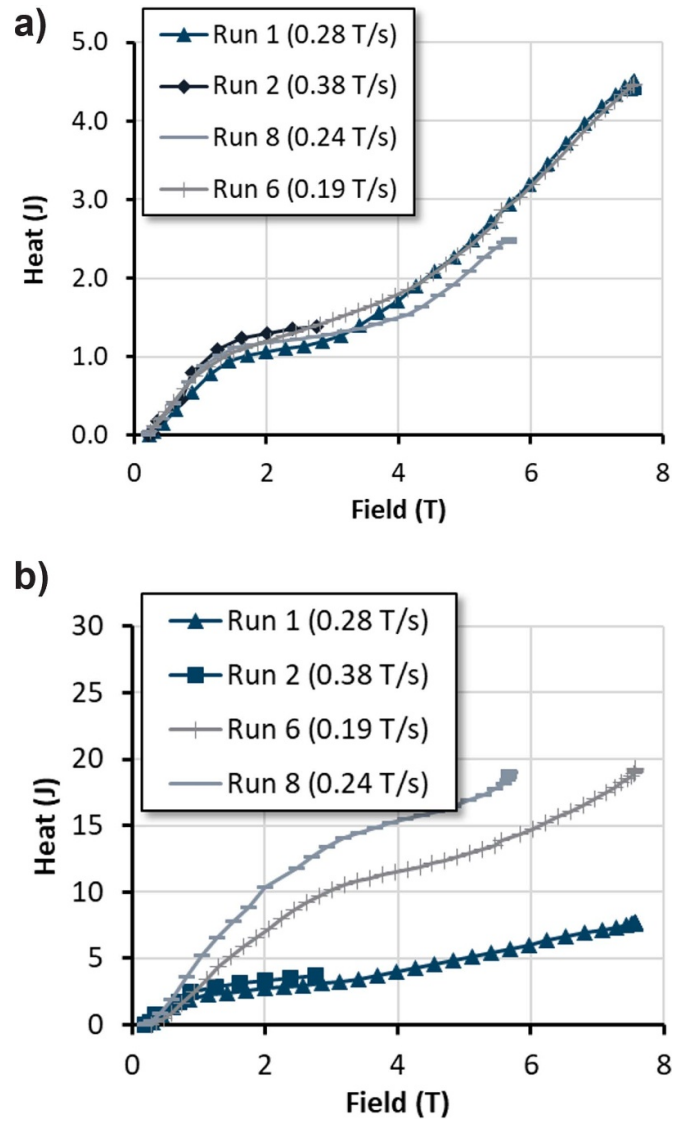 a)
Run 1 (0.28 T/s)
Run 2 (0.38 T/s)
Run 8 (0.24 T/s)
Run 6 (0.19 T/s)
5.0
4.0
3.0
2.0
1.0
0.0
Heat (J)
0 2 4 6 8
Field (T)
b)
Run 1 (0.28 T/s)
Run 2 (0.38 T/s)
Run 6 (0.19 T/s)
Run 8 (0.24 T/s)
30
25
20
15
10
5
0
Heat (J)
0 2 4 6 8
Field (T)